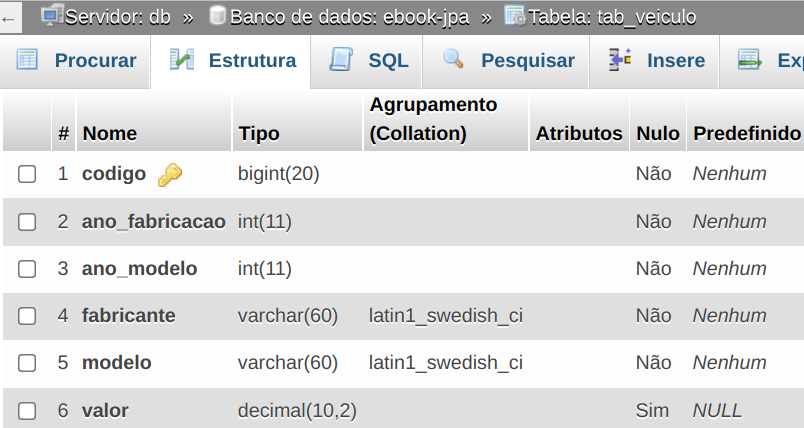 ← Servidor: db » Banco de dados: ebook-jpa » Tabela: tab_veiculo
Procurar Estrutura SQL Pesquisar Insere Exp
# Nome Tipo Agrupamento (Collation) Atributos Nulo Predefinido
1 codigo bigint(20) Não Nenhum
2 ano_fabricacao int(11) Não Nenhum
3 ano_modelo int(11) Não Nenhum
4 fabricante varchar(60) latin1_swedish_ci Não Nenhum
5 modelo varchar(60) latin1_swedish_ci Não Nenhum
6 valor decimal(10,2) Sim NULL